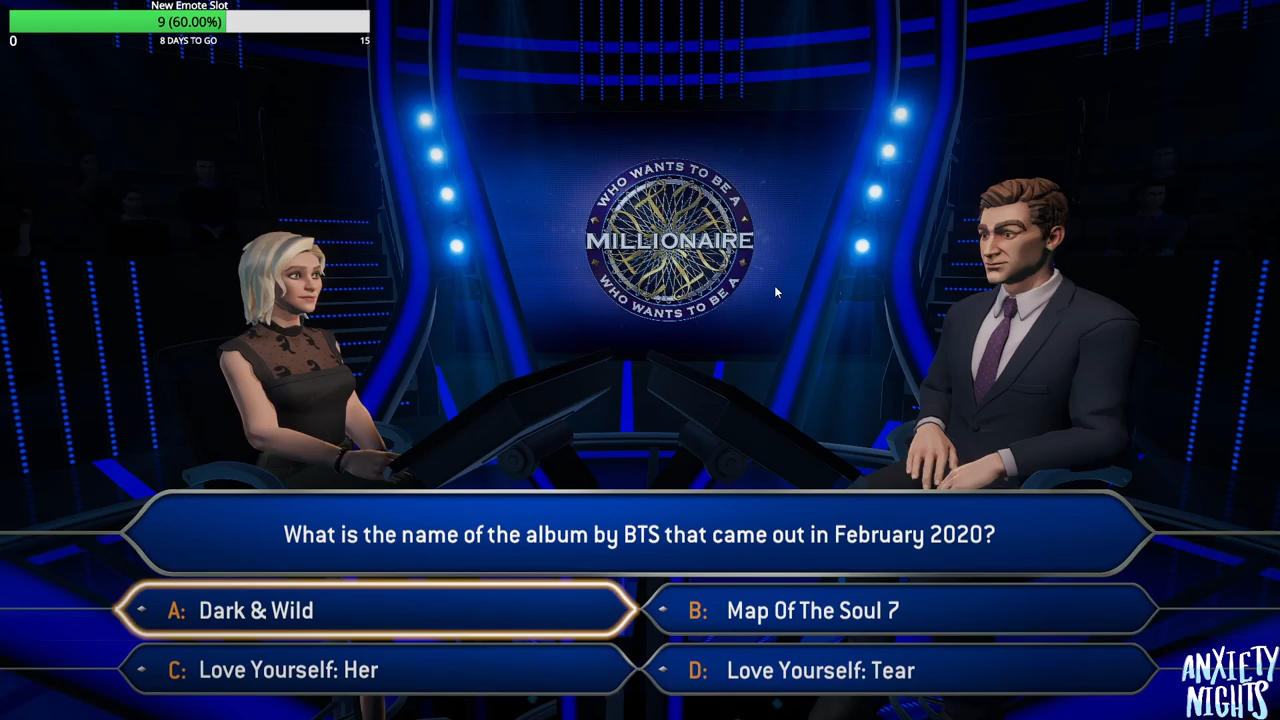 New Emote Slot
9 (60.00%)
0
8 DAYS TO GO
15
WHO WANTS TO BE A
MILLIONAIRE
WHO WANTS TO BE A
What is the name of the album by BTS that came out in February 2020?
A: Dark & Wild
B: Map Of The Soul 7
C: Love Yourself: Her
D: Love Yourself: Tear
ANXIETY
NIGHTS